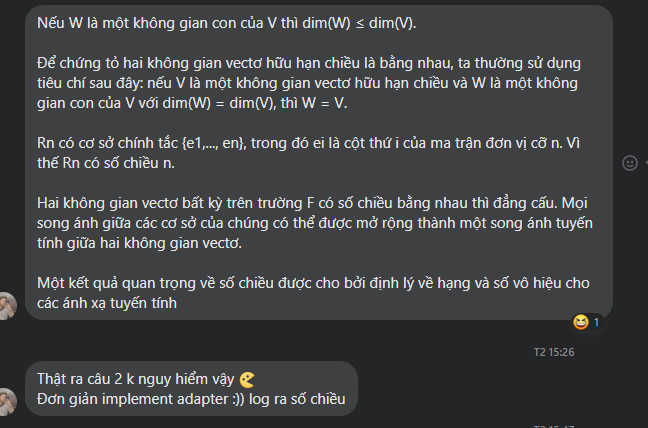 Nếu W là một không gian con của V thì dim(W) ≤ dim(V).
Để chứng tỏ hai không gian vectơ hữu hạn chiều là bằng nhau, ta thường sử dụng
tiêu chí sau đây: nếu V là một không gian vectơ hữu hạn chiều và W là một không
gian con của V với dim(W) = dim(V), thì W = V.
Rn có cơ sở chính tắc {e1,..., en}, trong đó ei là cột thứ i của ma trận đơn vị cỡ n. Vì
thế Rn có số chiều n.
Hai không gian vectơ bất kỳ trên trường F có số chiều bằng nhau thì đẳng cấu. Mọi
song ánh giữa các cơ sở của chúng có thể được mở rộng thành một song ánh tuyến
tính giữa hai không gian vectơ.
Một kết quả quan trọng về số chiều được cho bởi định lý về hạng và số vô hiệu cho
các ánh xạ tuyến tính
1
T2 15:26
Thật ra câu 2 k nguy hiểm vậy
Đơn giản implement adapter :)) log ra số chiều